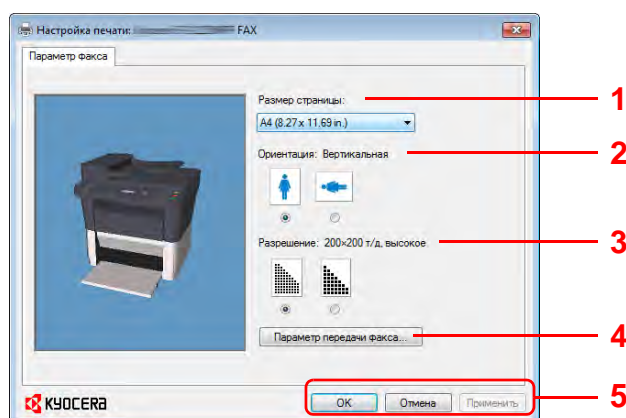 Настройка печати: FAX
Параметр факса
Размер страницы:
1
A4 (8.27 x 11.69 in.)
Ориентация: Вертикальная
2
Разрешение: 200×200 т/д, высокое
3
Параметр передачи факса...
4
KYOCERa
OK
Отмена
Применить
5